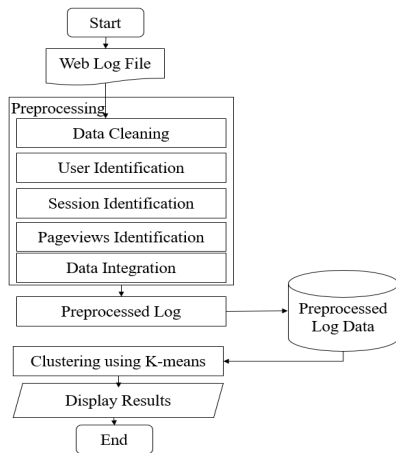 Start
Web Log File
Preprocessing
Data Cleaning
User Identification
Session Identification
Pageviews Identification
Data Integration
Preprocessed Log
Preprocessed
Log Data
Clustering using K-means
Display Results
End